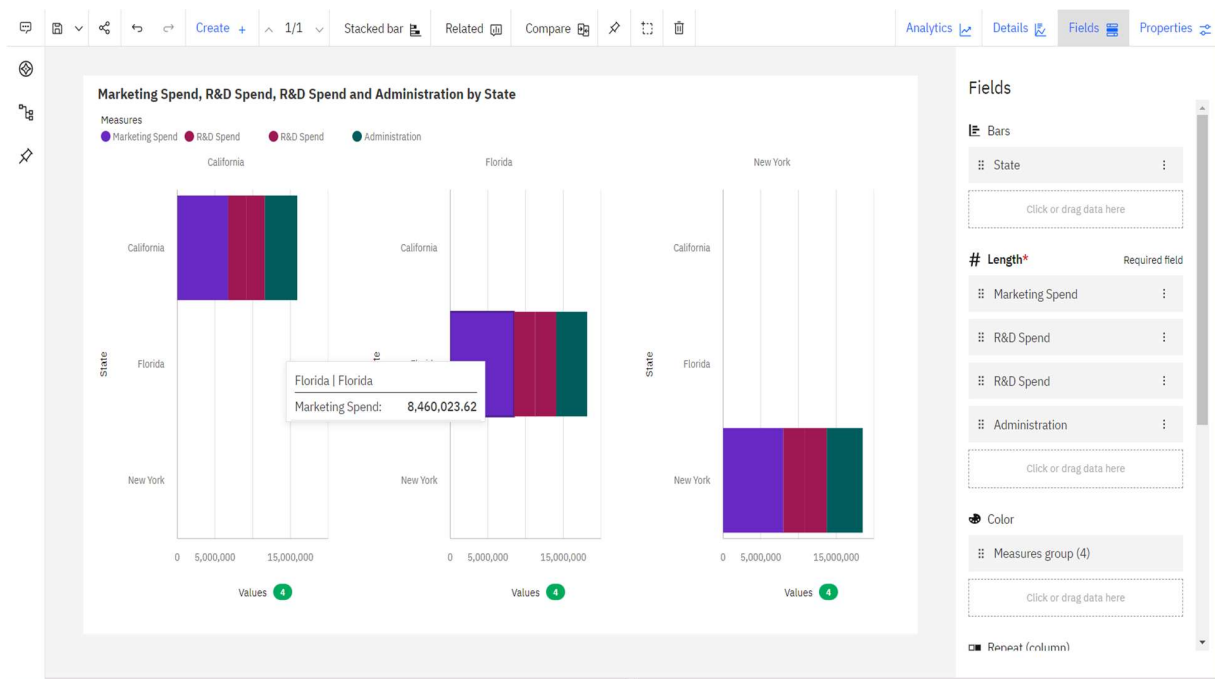 Create +
1/1
Stacked bar
Related
Compare
Analytics
Details
Fields
Properties
Marketing Spend, R&D Spend, R&D Spend and Administration by State
Measures
Marketing Spend R&D Spend R&D Spend Administration
California Florida New York
California California California
State Florida State Florida
New York New York New York
Florida | Florida
Marketing Spend: 8,460,023.62
0 5,000,000 15,000,000 0 5,000,000 15,000,000 0 5,000,000 15,000,000
Values 4 Values 4 Values 4
Fields
Bars
State
Click or drag data here
# Length* Required field
Marketing Spend
R&D Spend
R&D Spend
Administration
Click or drag data here
Color
Measures group (4)
Click or drag data here
Repeat (column)